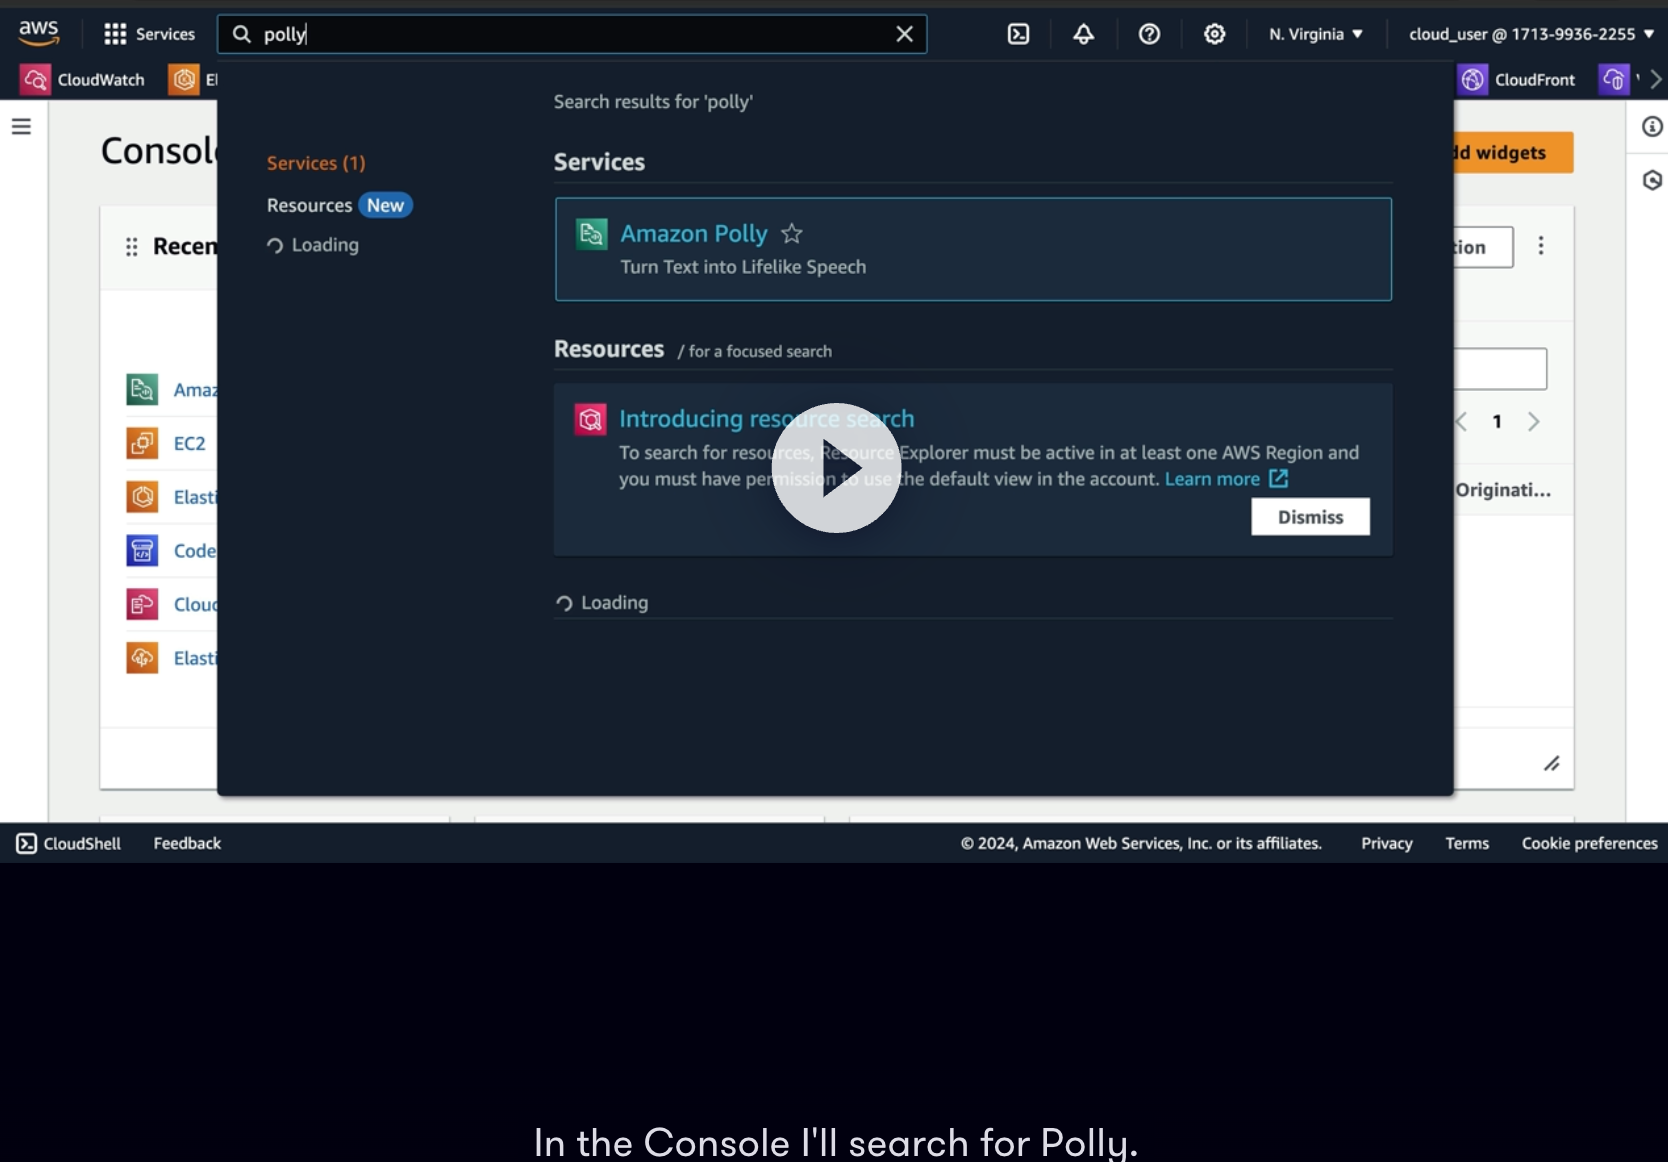 aws
Services
polly
N. Virginia
cloud_user @ 1713-9936-2255
CloudWatch
CloudFront
Search results for 'polly'
Services (1)
Resources New
Loading
Services
Amazon Polly
Turn Text into Lifelike Speech
Resources / for a focused search
Introducing resource search
To search for resources, Resource Explorer must be active in at least one AWS Region and
you must have permission to use the default view in the account. Learn more
Dismiss
Loading
Consol
dd widgets
Recen
tion
Amaz
EC2
Elasti
Code
Cloud
Elasti
1
Originati...
CloudShell
Feedback
© 2024, Amazon Web Services, Inc. or its affiliates.
Privacy
Terms
Cookie preferences
In the Console I'll search for Polly.